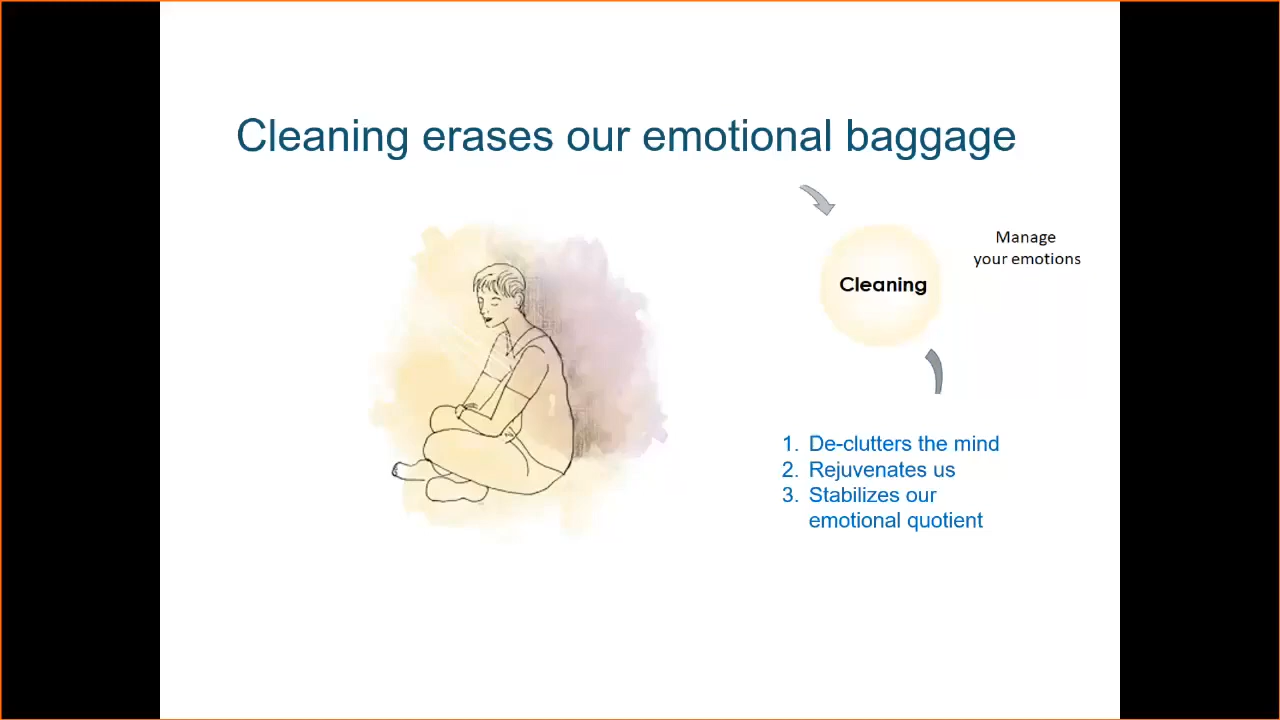 Cleaning erases our emotional baggage
Manage
your emotions
Cleaning
1. De-clutters the mind
2. Rejuvenates us
3. Stabilizes our
emotional quotient